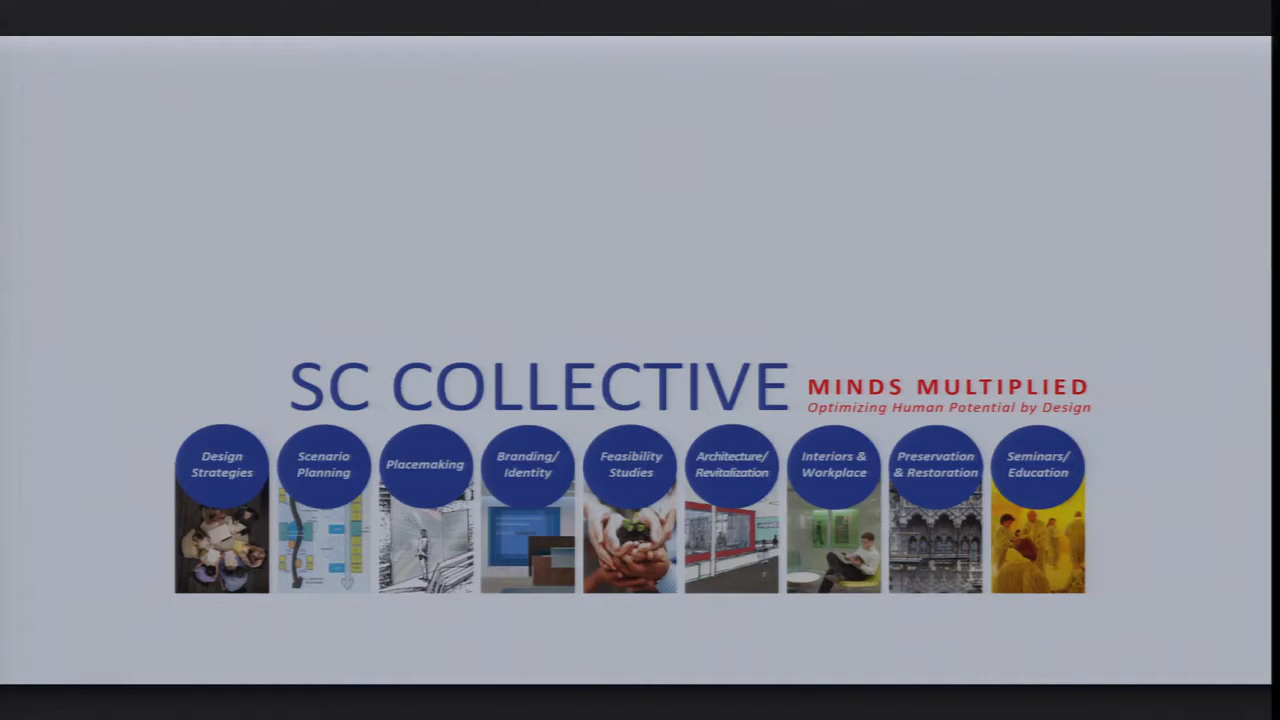 SC COLLECTIVE
MINDS MULTIPLIED
Optimizing Human Potential by Design
Design
Strategies
Scenario
Planning
Placemaking
Branding/
Identity
Feasibility
Studies
Architecture/
Revitalization
Interiors &
Workplace
Preservation
& Restoration
Seminars/
Education